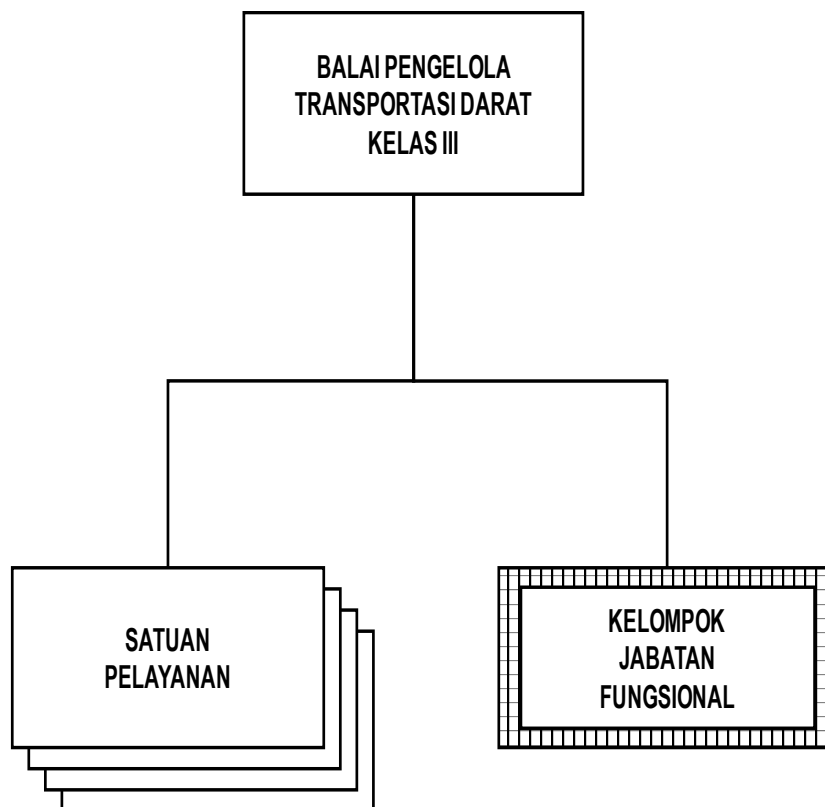 BALAI PENGELOLA
TRANSPORTASI DARAT
KELAS III
SATUAN
PELAYANAN
KELOMPOK
JABATAN
FUNGSIONAL